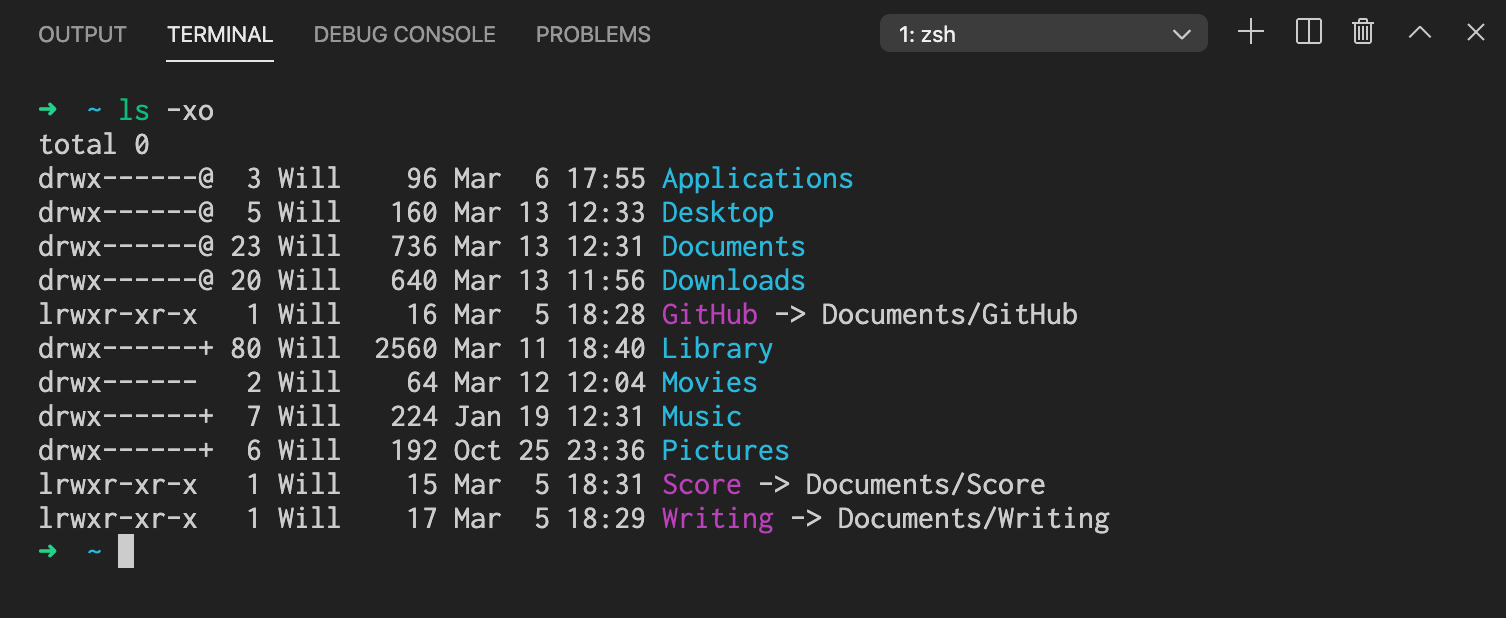 OUTPUT TERMINAL DEBUG CONSOLE PROBLEMS 1: zsh
➜  ~ ls -xo
total 0
drwx------@  3 Will    96 Mar  6 17:55 Applications
drwx------@  5 Will   160 Mar 13 12:33 Desktop
drwx------@ 23 Will   736 Mar 13 12:31 Documents
drwx------@ 20 Will   640 Mar 13 11:56 Downloads
lrwxr-xr-x   1 Will    16 Mar  5 18:28 GitHub -> Documents/GitHub
drwx------+ 80 Will  2560 Mar 11 18:40 Library
drwx------   2 Will    64 Mar 12 12:04 Movies
drwx------+  7 Will   224 Jan 19 12:31 Music
drwx------+  6 Will   192 Oct 25 23:36 Pictures
lrwxr-xr-x   1 Will    15 Mar  5 18:31 Score -> Documents/Score
lrwxr-xr-x   1 Will    17 Mar  5 18:29 Writing -> Documents/Writing
➜  ~